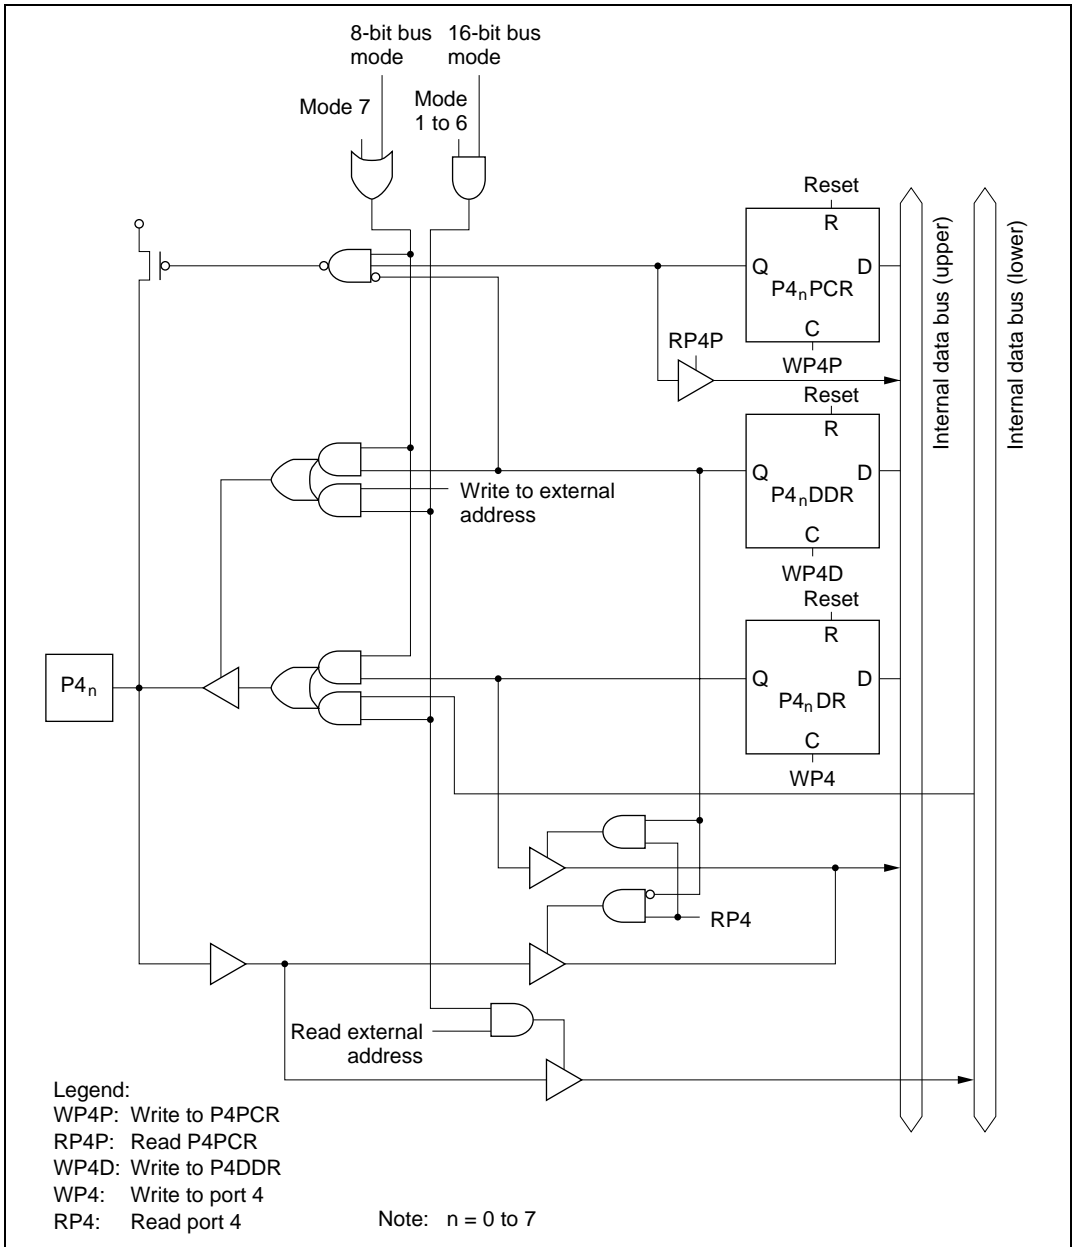 8-bit bus
mode
16-bit bus
mode
Mode 7
Mode
1 to 6
Reset
R
Q
D
P4nPCR
C
WP4P
RP4P
Reset
R
Q
D
P4nDDR
C
WP4D
Write to external
address
Reset
R
Q
D
P4nDR
C
WP4
P4n
RP4
Read external
address
Internal data bus (upper)
Internal data bus (lower)
Legend:
WP4P: Write to P4PCR
RP4P: Read P4PCR
WP4D: Write to P4DDR
WP4: Write to port 4
RP4: Read port 4
Note: n = 0 to 7